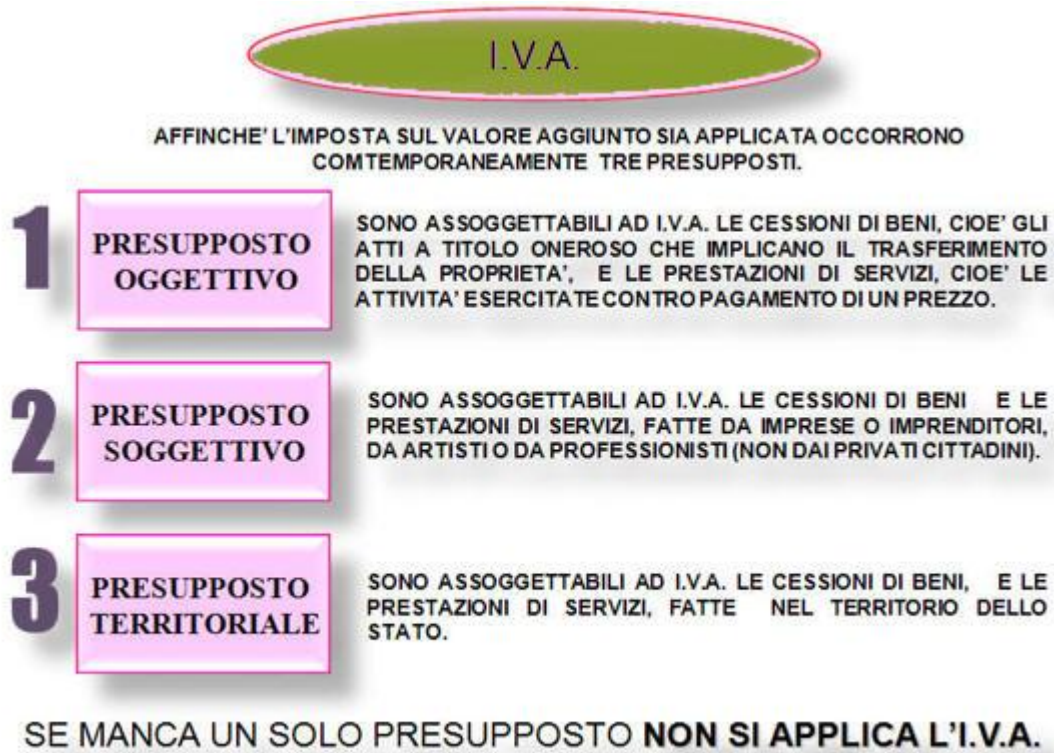 I.V.A.
AFFINCHE' L'IMPOSTA SUL VALORE AGGIUNTO SIA APPLICATA OCCORRONO
COMTEMPORANEAMENTE TRE PRESUPPOSTI.
1
PRESUPPOSTO
OGGETTIVO
SONO ASSOGGETTABILI AD I.V.A. LE CESSIONI DI BENI, CIOE' GLI
ATTI A TITOLO ONEROSO CHE IMPLICANO IL TRASFERIMENTO
DELLA PROPRIETA', E LE PRESTAZIONI DI SERVIZI, CIOE' LE
ATTIVITA' ESERCITATE CONTRO PAGAMENTO DI UN PREZZO.
2
PRESUPPOSTO
SOGGETTIVO
SONO ASSOGGETTABILI AD I.V.A. LE CESSIONI DI BENI E LE
PRESTAZIONI DI SERVIZI, FATTE DA IMPRESE O IMPRENDITORI,
DA ARTISTI O DA PROFESSIONISTI (NON DAI PRIVATI CITTADINI).
3
PRESUPPOSTO
TERRITORIALE
SONO ASSOGGETTABILI AD I.V.A. LE CESSIONI DI BENI, E LE
PRESTAZIONI DI SERVIZI, FATTE NEL TERRITORIO DELLO
STATO.
SE MANCA UN SOLO PRESUPPOSTO NON SI APPLICA L'I.V.A.